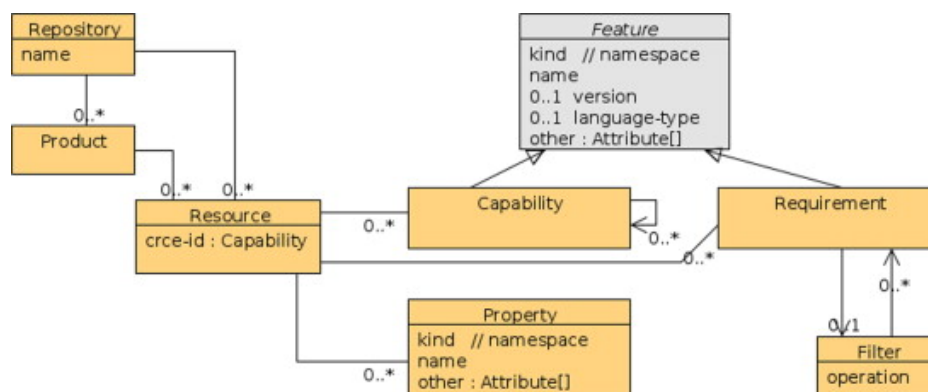 Repository
name
0..*
Product
0..*
0..*
Feature
kind // namespace
name
0..1 version
0..1 language-type
other : Attribute[]
Resource
crce-id : Capability
0..*
Capability
0..*
Requirement
0..*
0..*
0../1
Filter
operation
Property
kind // namespace
name
other : Attribute[]
0..*